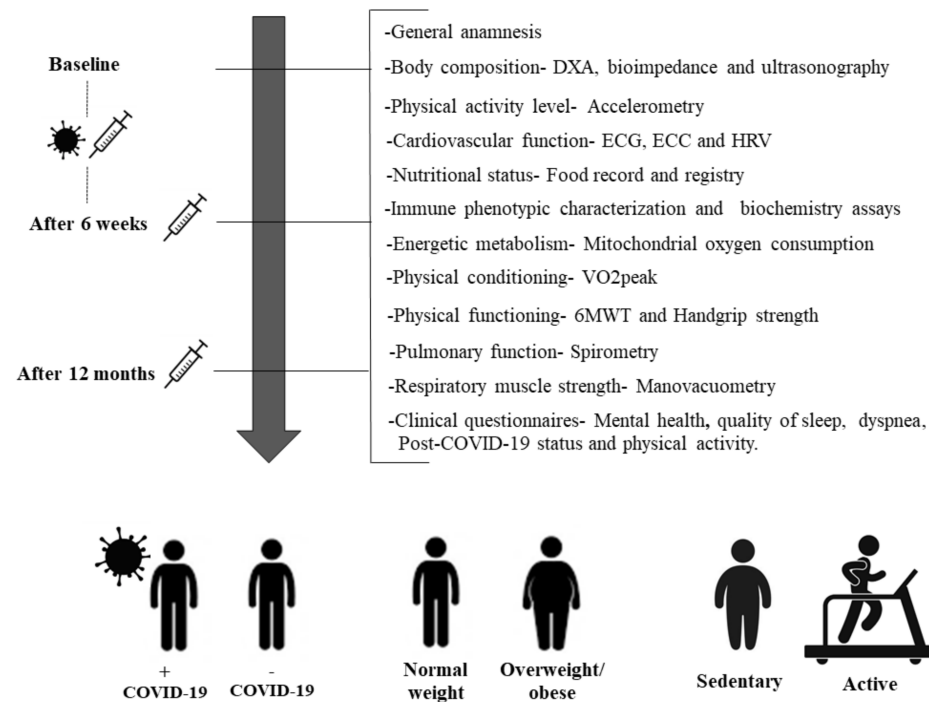 -General anamnesis
Baseline
-Body composition- DXA, bioimpedance and ultrasonography
-Physical activity level- Accelerometry
-Cardiovascular function- ECG, ECC and HRV
-Nutritional status- Food record and registry
-Immune phenotypic characterization and biochemistry assays
After 6 weeks
-Energetic metabolism- Mitochondrial oxygen consumption
-Physical conditioning- VO2peak
-Physical functioning- 6MWT and Handgrip strength
-Pulmonary function- Spirometry
After 12 months
-Respiratory muscle strength- Manovacuometry
-Clinical questionnaires- Mental health, quality of sleep, dyspnea,
Post-COVID-19 status and physical activity.
+
COVID-19
-
COVID-19
Normal
weight
Overweight/
obese
Sedentary
Active